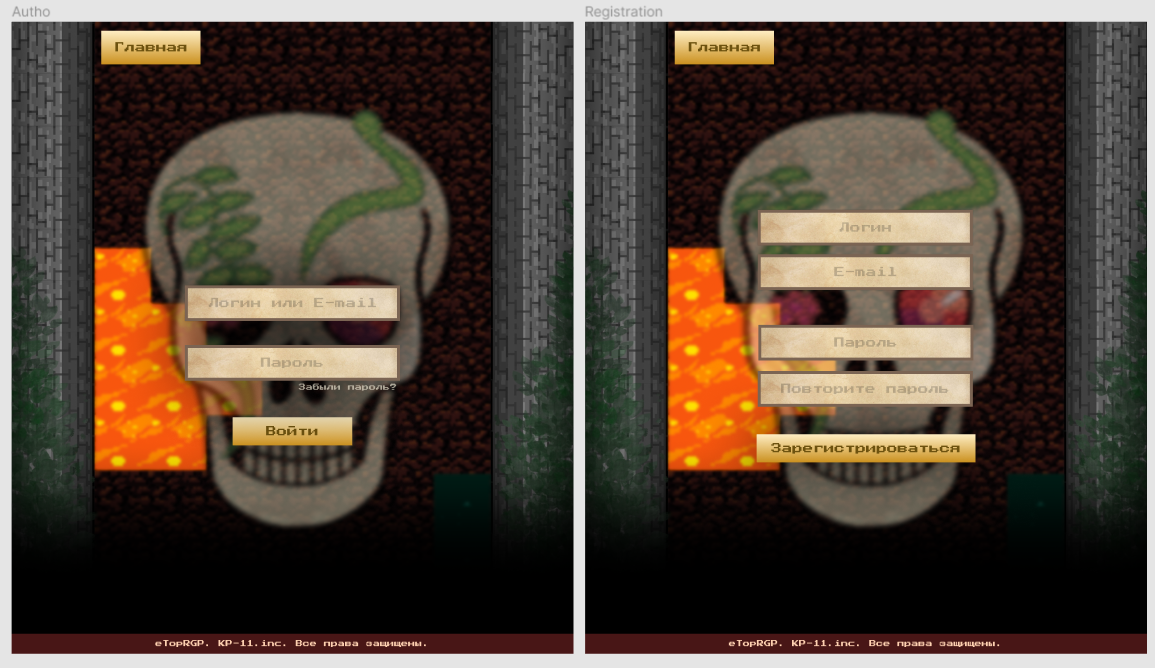 Autho
Главная
Логин или E-mail
Пароль
Забыли пароль?
Войти
eTopRGP. KP-11.inc. Все права защищены.
Registration
Главная
Логин
E-mail
Пароль
Повторите пароль
Зарегистрироваться
eTopRGP. KP-11.inc. Все права защищены.